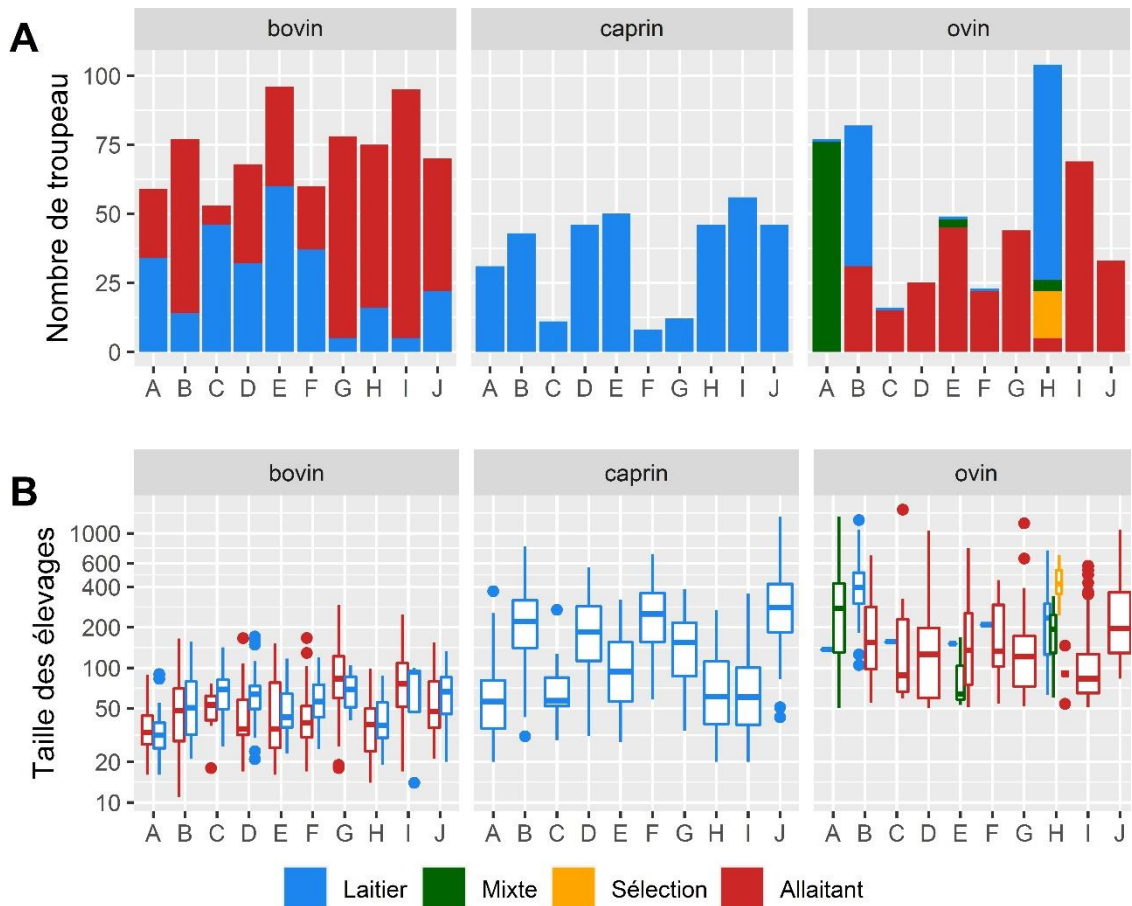 A
bovin
caprin
ovin
Nombre de troupeau
100
75
50
25
0
A B C D E F G H I J
A B C D E F G H I J
A B C D E F G H I J
B
bovin
caprin
ovin
Taille des élevages
1000
600
400
200
100
50
20
10
A B C D E F G H I J
A B C D E F G H I J
A B C D E F G H I J
Laitier
Mixte
Sélection
Allaitant